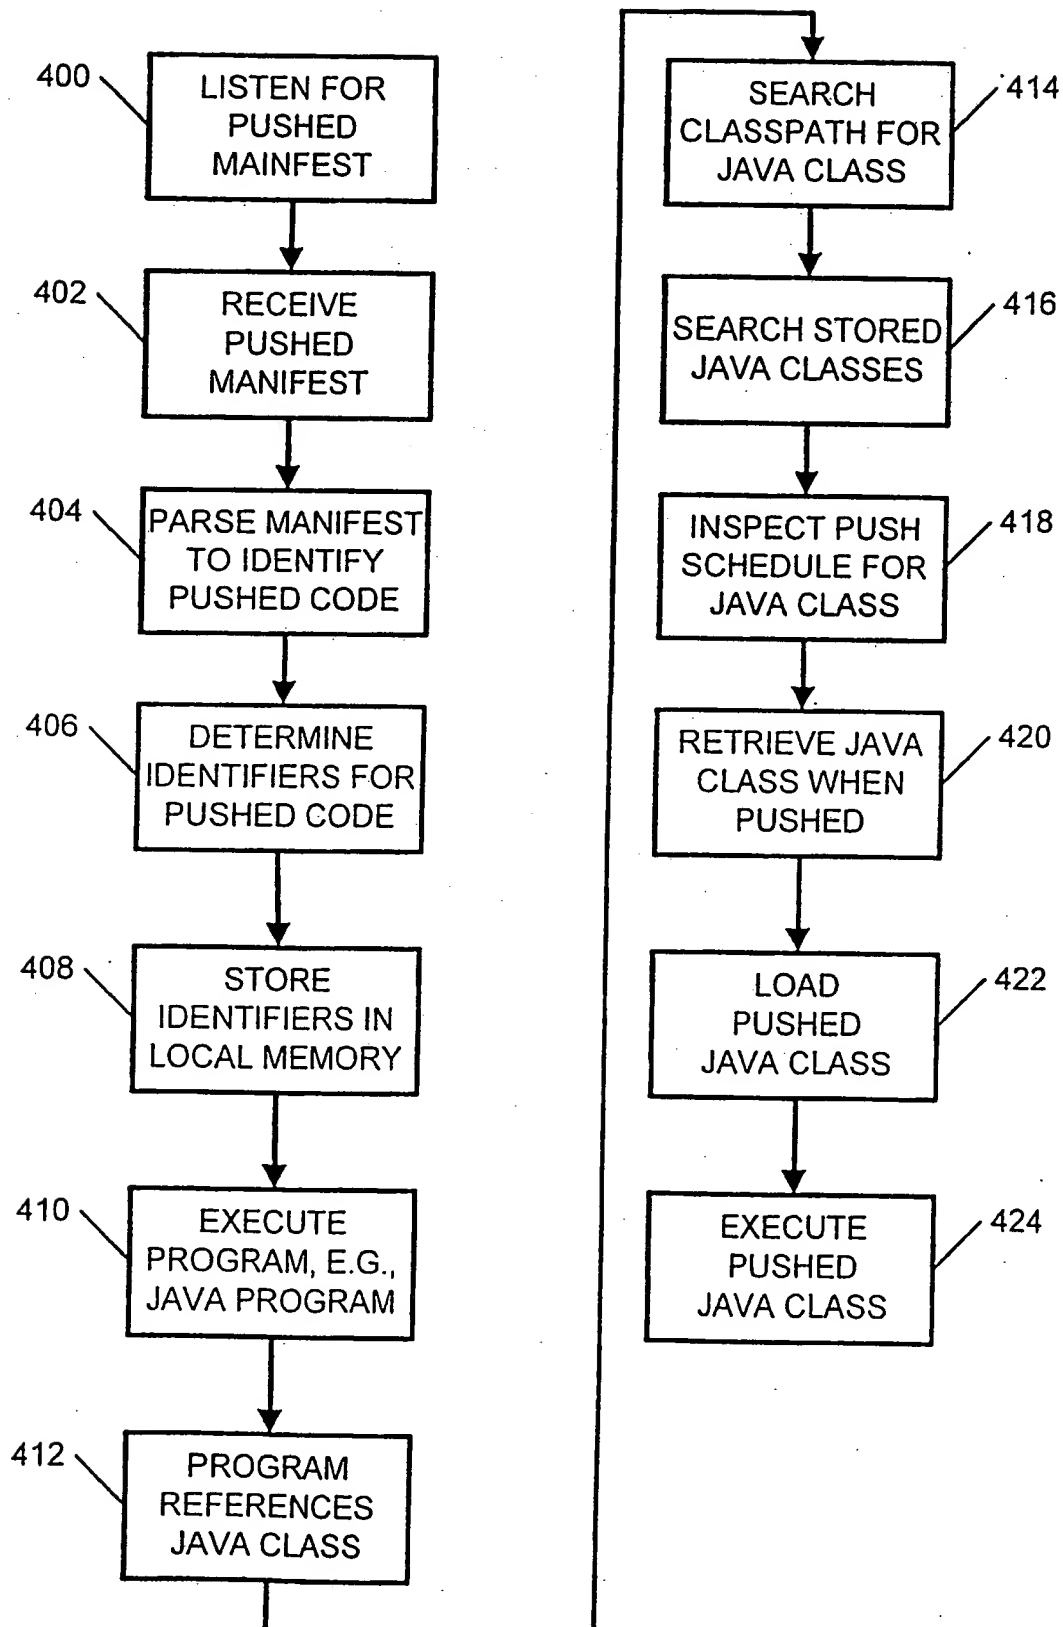 400
LISTEN FOR
PUSHED
MAINFEST
402
RECEIVE
PUSHED
MANIFEST
404
PARSE MANIFEST
TO IDENTIFY
PUSHED CODE
406
DETERMINE
IDENTIFIERS FOR
PUSHED CODE
408
STORE
IDENTIFIERS IN
LOCAL MEMORY
410
EXECUTE
PROGRAM, E.G.,
JAVA PROGRAM
412
PROGRAM
REFERENCES
JAVA CLASS
SEARCH
CLASSPATH FOR
JAVA CLASS
414
SEARCH STORED
JAVA CLASSES
416
INSPECT PUSH
SCHEDULE FOR
JAVA CLASS
418
RETRIEVE JAVA
CLASS WHEN
PUSHED
420
LOAD
PUSHED
JAVA CLASS
422
EXECUTE
PUSHED
JAVA CLASS
424